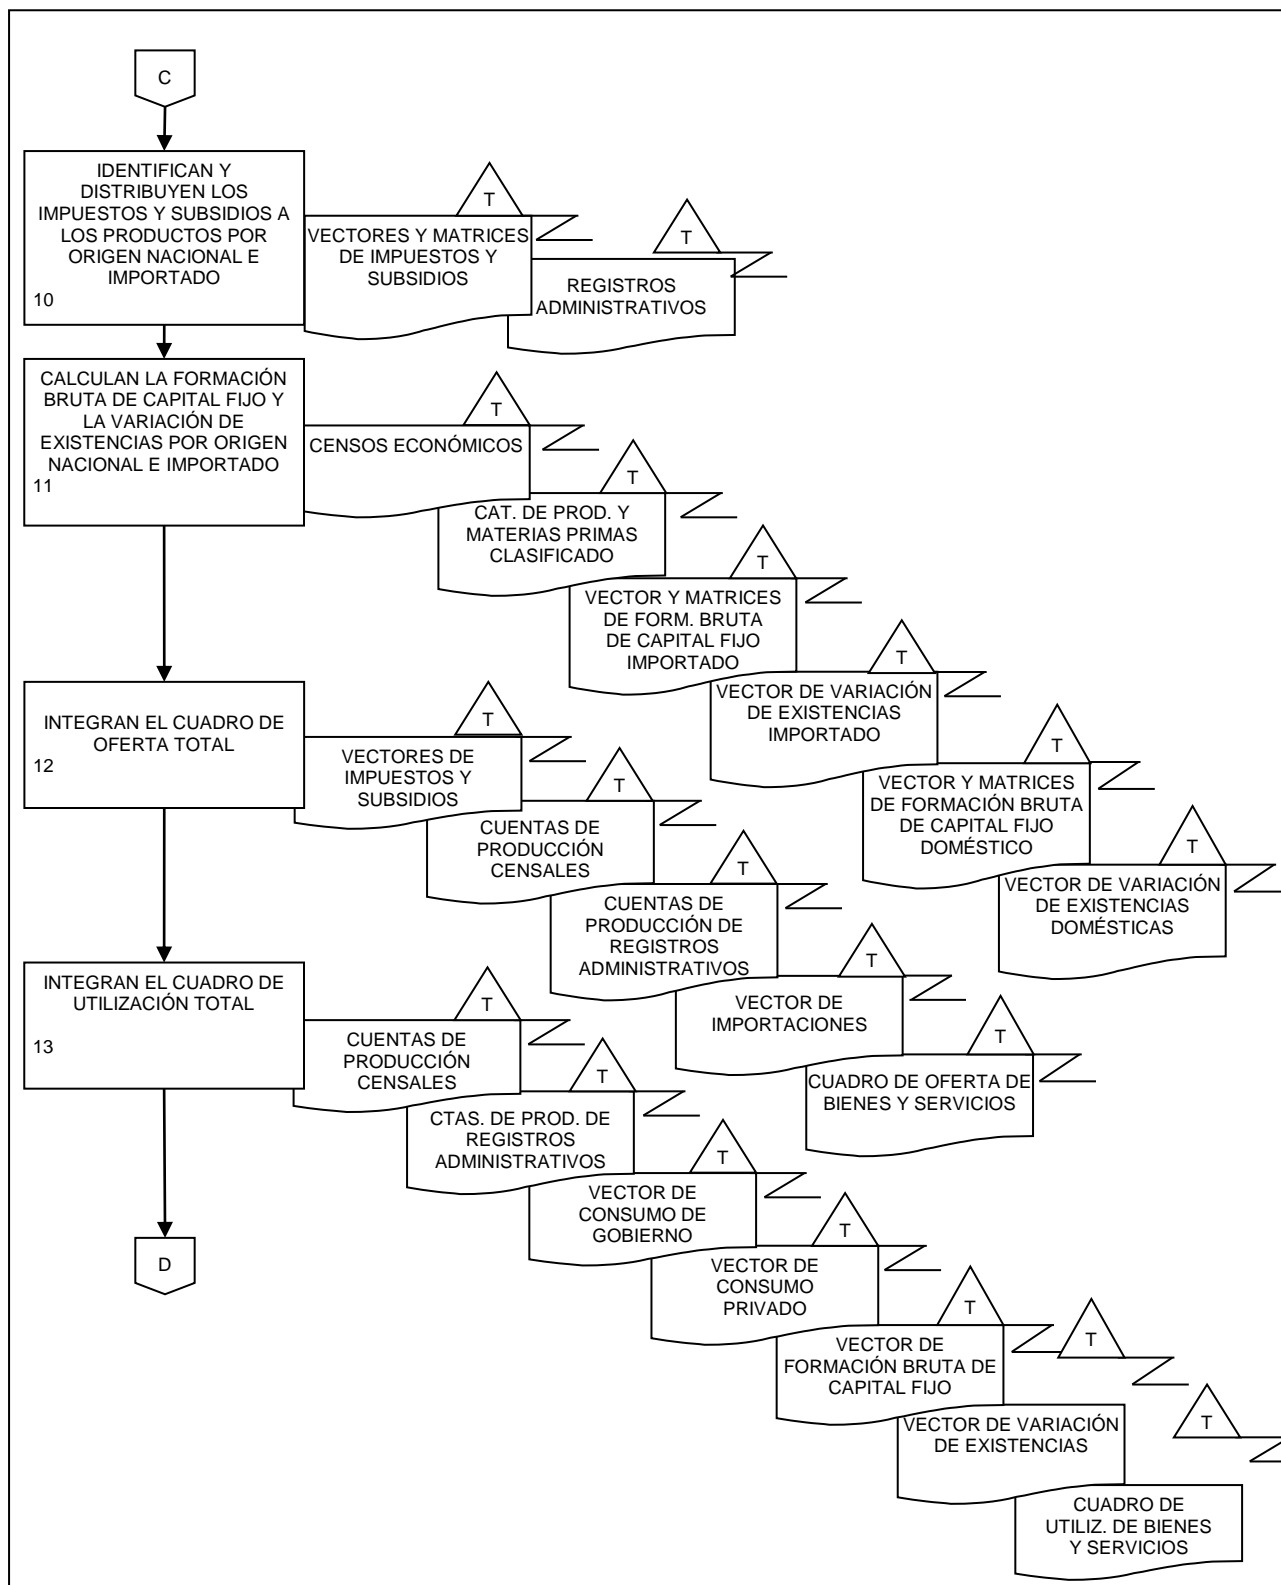 C
IDENTIFICAN Y
DISTRIBUYEN LOS
IMPUESTOS Y SUBSIDIOS A
LOS PRODUCTOS POR
ORIGEN NACIONAL E
IMPORTADO
10
T
VECTORES Y MATRICES
DE IMPUESTOS Y
SUBSIDIOS
T
REGISTROS
ADMINISTRATIVOS
CALCULAN LA FORMACIÓN
BRUTA DE CAPITAL FIJO Y
LA VARIACIÓN DE
EXISTENCIAS POR ORIGEN
NACIONAL E IMPORTADO
11
T
CENSOS ECONÓMICOS
T
CAT. DE PROD. Y
MATERIAS PRIMAS
CLASIFICADO
T
VECTOR Y MATRICES
DE FORM. BRUTA
DE CAPITAL FIJO
IMPORTADO
T
VECTOR DE VARIACIÓN
DE EXISTENCIAS
IMPORTADO
T
VECTOR Y MATRICES
DE FORMACIÓN BRUTA
DE CAPITAL FIJO
DOMÉSTICO
T
VECTOR DE VARIACIÓN
DE EXISTENCIAS
DOMÉSTICAS
INTEGRAN EL CUADRO DE
OFERTA TOTAL
12
T
VECTORES DE
IMPUESTOS Y
SUBSIDIOS
T
CUENTAS DE
PRODUCCIÓN
CENSALES
T
CUENTAS DE
PRODUCCIÓN DE
REGISTROS
ADMINISTRATIVOS
T
VECTOR DE
IMPORTACIONES
T
CUADRO DE OFERTA DE
BIENES Y SERVICIOS
INTEGRAN EL CUADRO DE
UTILIZACIÓN TOTAL
13
T
CUENTAS DE
PRODUCCIÓN
CENSALES
T
CTAS. DE PROD. DE
REGISTROS
ADMINISTRATIVOS
T
VECTOR DE
CONSUMO DE
GOBIERNO
T
VECTOR DE
CONSUMO
PRIVADO
T
VECTOR DE
FORMACIÓN BRUTA DE
CAPITAL FIJO
T
VECTOR DE VARIACIÓN
DE EXISTENCIAS
T
CUADRO DE
UTILIZ. DE BIENES
Y SERVICIOS
D